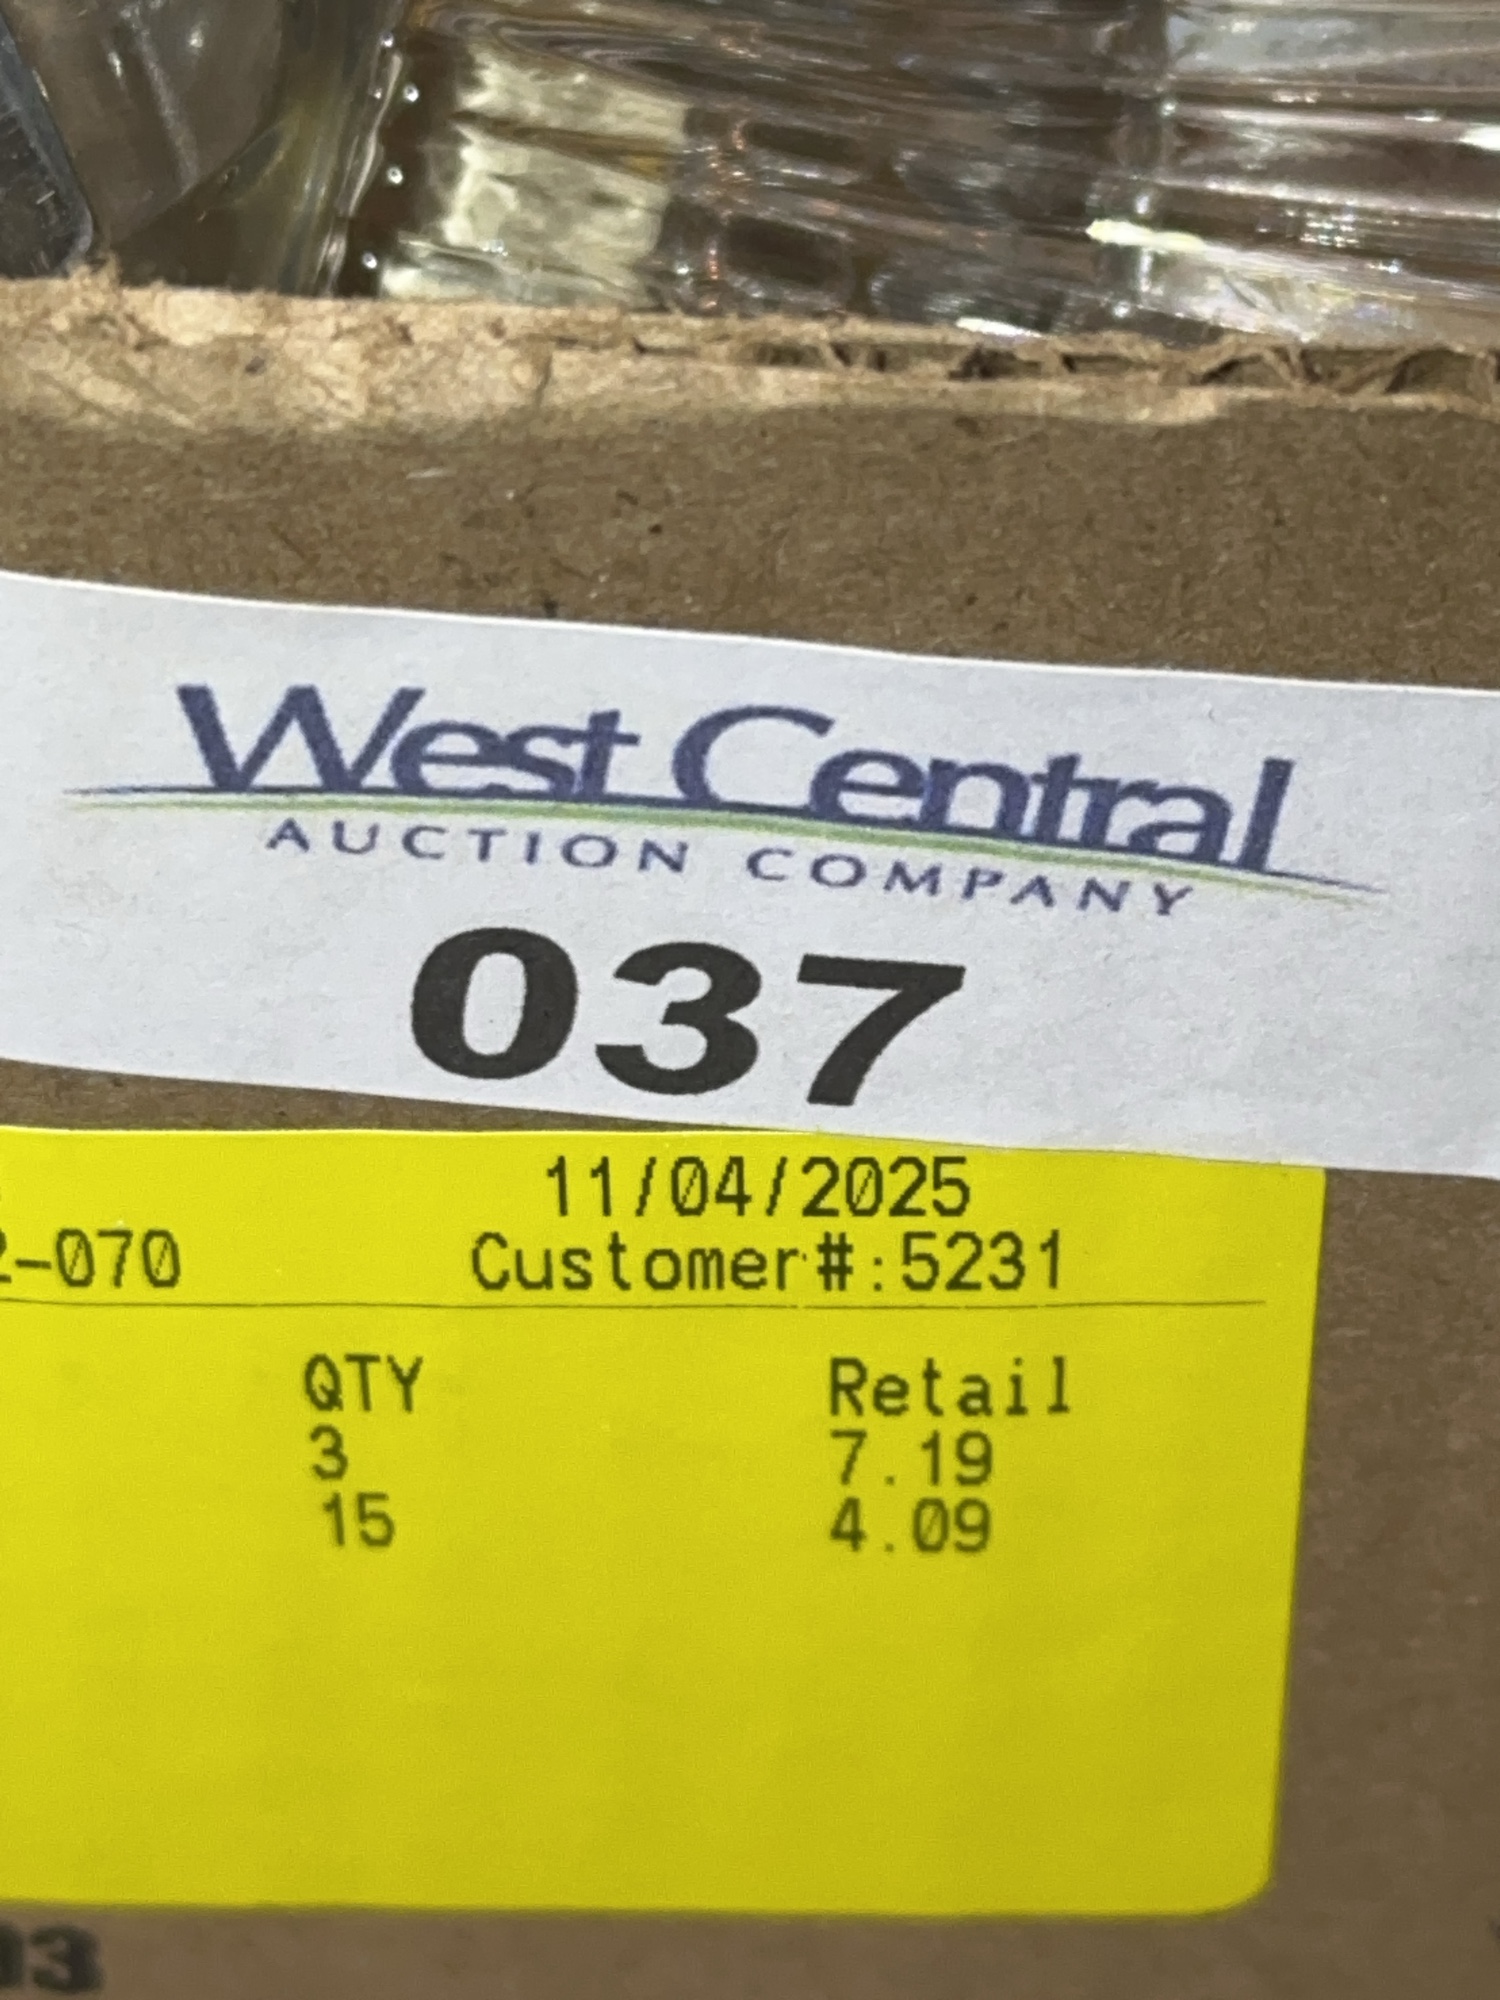 West Central
AUCTION COMPANY
037
11/04/2025
-070 Customer#:5231
QTY Retail
3 7.19
15 4.09